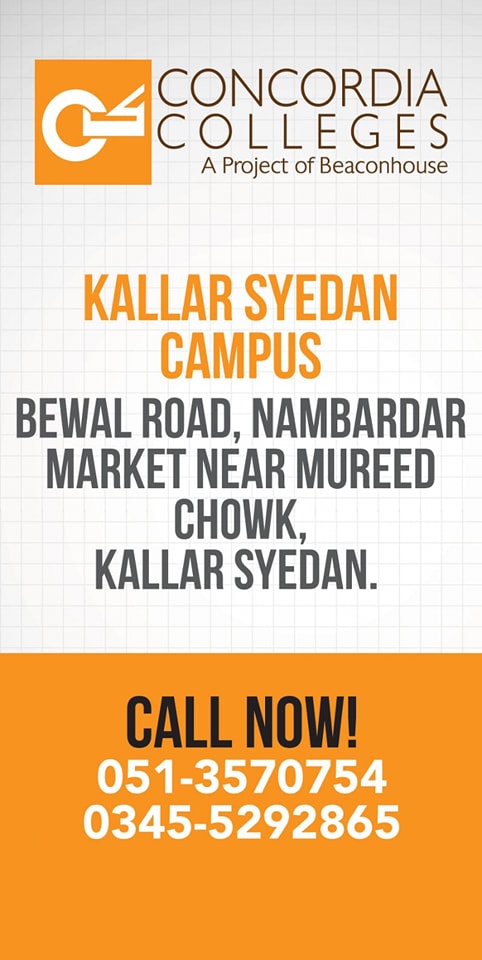 CONCORDIA
COLLEGES
A Project of Beaconhouse
KALLAR SYEDAN
CAMPUS
BEWAL ROAD, NAMBARDAR
MARKET NEAR MUREED
CHOWK,
KALLAR SYEDAN.
CALL NOW!
051-3570754
0345-5292865